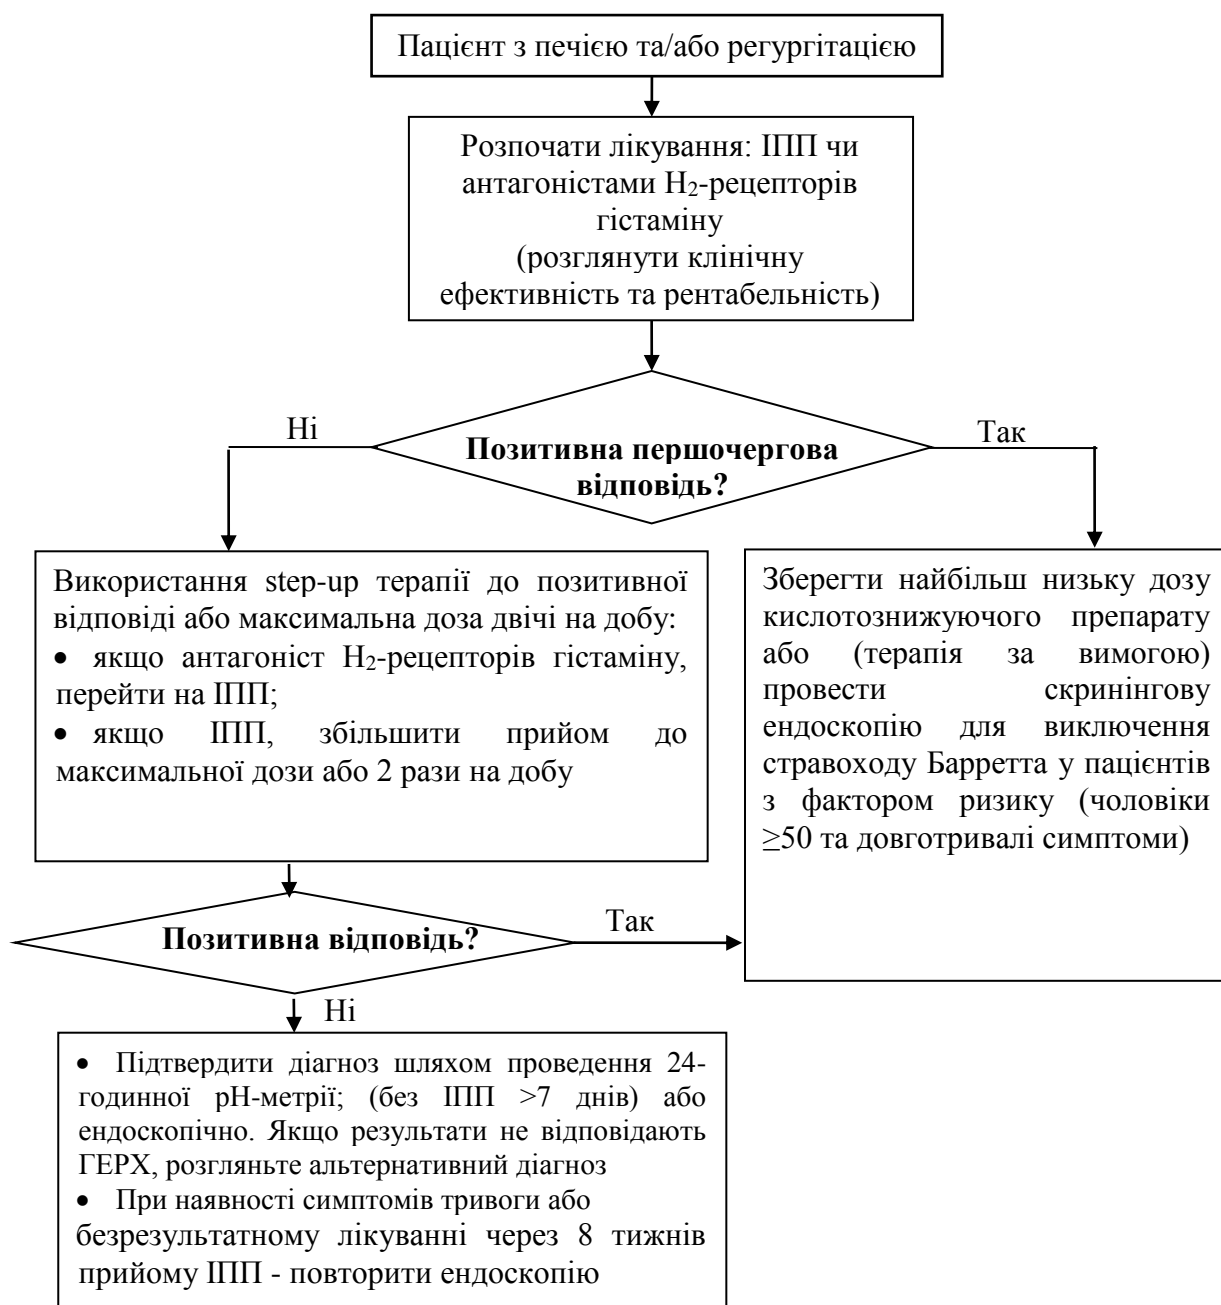 Пацієнт з печією та/або регургітацією
Розпочати лікування: ІПП чи
антагоністами H₂-рецепторів
гістаміну
(розглянути клінічну
ефективність та рентабельність)
Ні
Так
Позитивна першочергова
відповідь?
Використання step-up терапії до позитивної
відповіді або максимальна доза двічі на добу:
• якщо антагоніст H₂-рецепторів гістаміну,
перейти на ІПП;
• якщо ІПП, збільшити прийом до
максимальної дози або 2 рази на добу
Зберегти найбільш низьку дозу
кислотознижуючого препарату
або (терапія за вимогою)
провести скринінгову
ендоскопію для виключення
стравоходу Барретта у пацієнтів
з фактором ризику (чоловіки
≥50 та довготривалі симптоми)
Позитивна відповідь?
Так
Ні
• Підтвердити діагноз шляхом проведення 24-
годинної рН-метрії; (без ІПП >7 днів) або
ендоскопічно. Якщо результати не відповідають
ГЕРХ, розгляньте альтернативний діагноз
• При наявності симптомів тривоги або
безрезультатному лікуванні через 8 тижнів
прийому ІПП - повторити ендоскопію